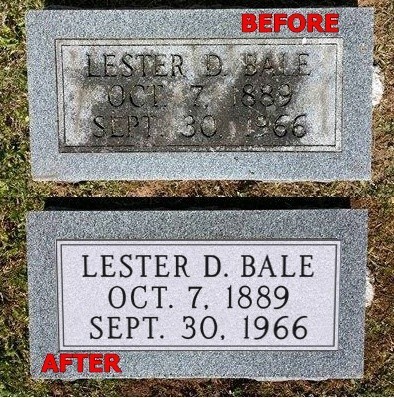 BEFORE
LESTER D. BALE
OCT. 7, 1889
SEPT. 30, 1966
LESTER D. BALE
OCT. 7, 1889
SEPT. 30, 1966
AFTER